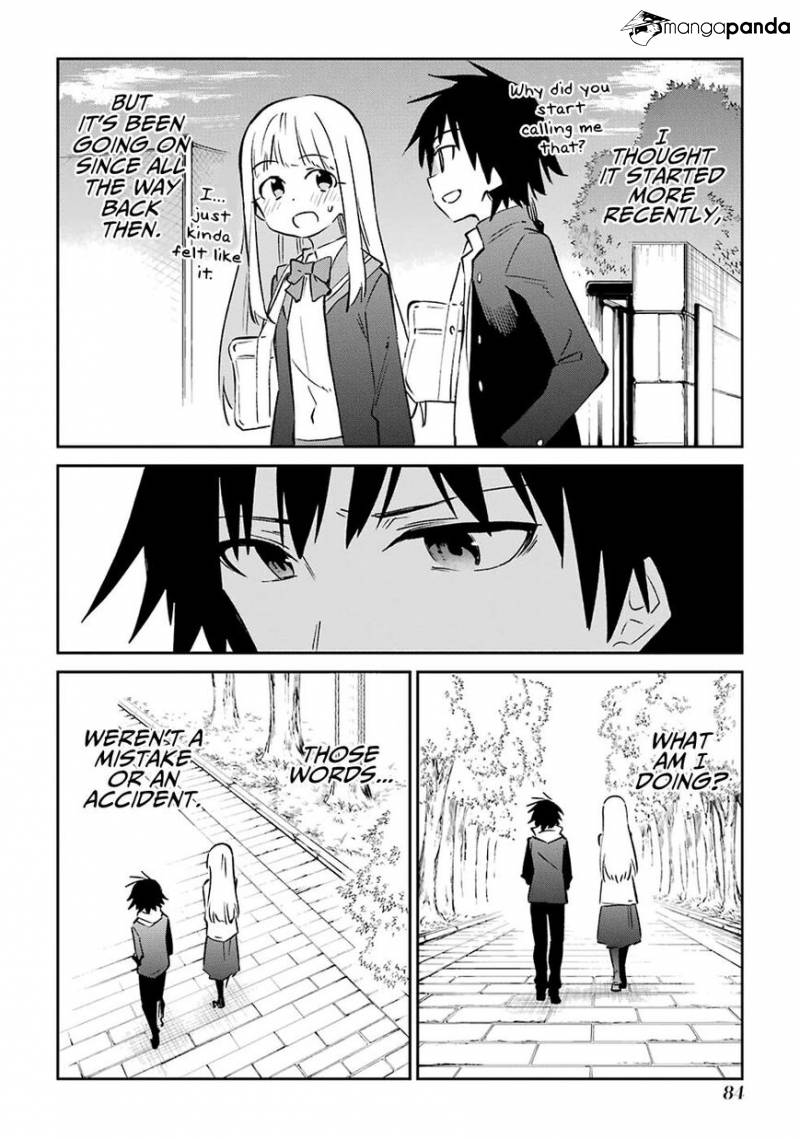 mangapanda
I
THOUGHT
IT STARTED
MORE
RECENTLY,
Why did you
start
calling me
that?
BUT
IT'S BEEN
GOING ON
SINCE ALL
THE WAY
BACK
THEN.
I...
just
kinda
felt like
it.
WHAT
AM I
DOING?
THOSE
WORDS...
WEREN'T A
MISTAKE
OR AN
ACCIDENT.
84